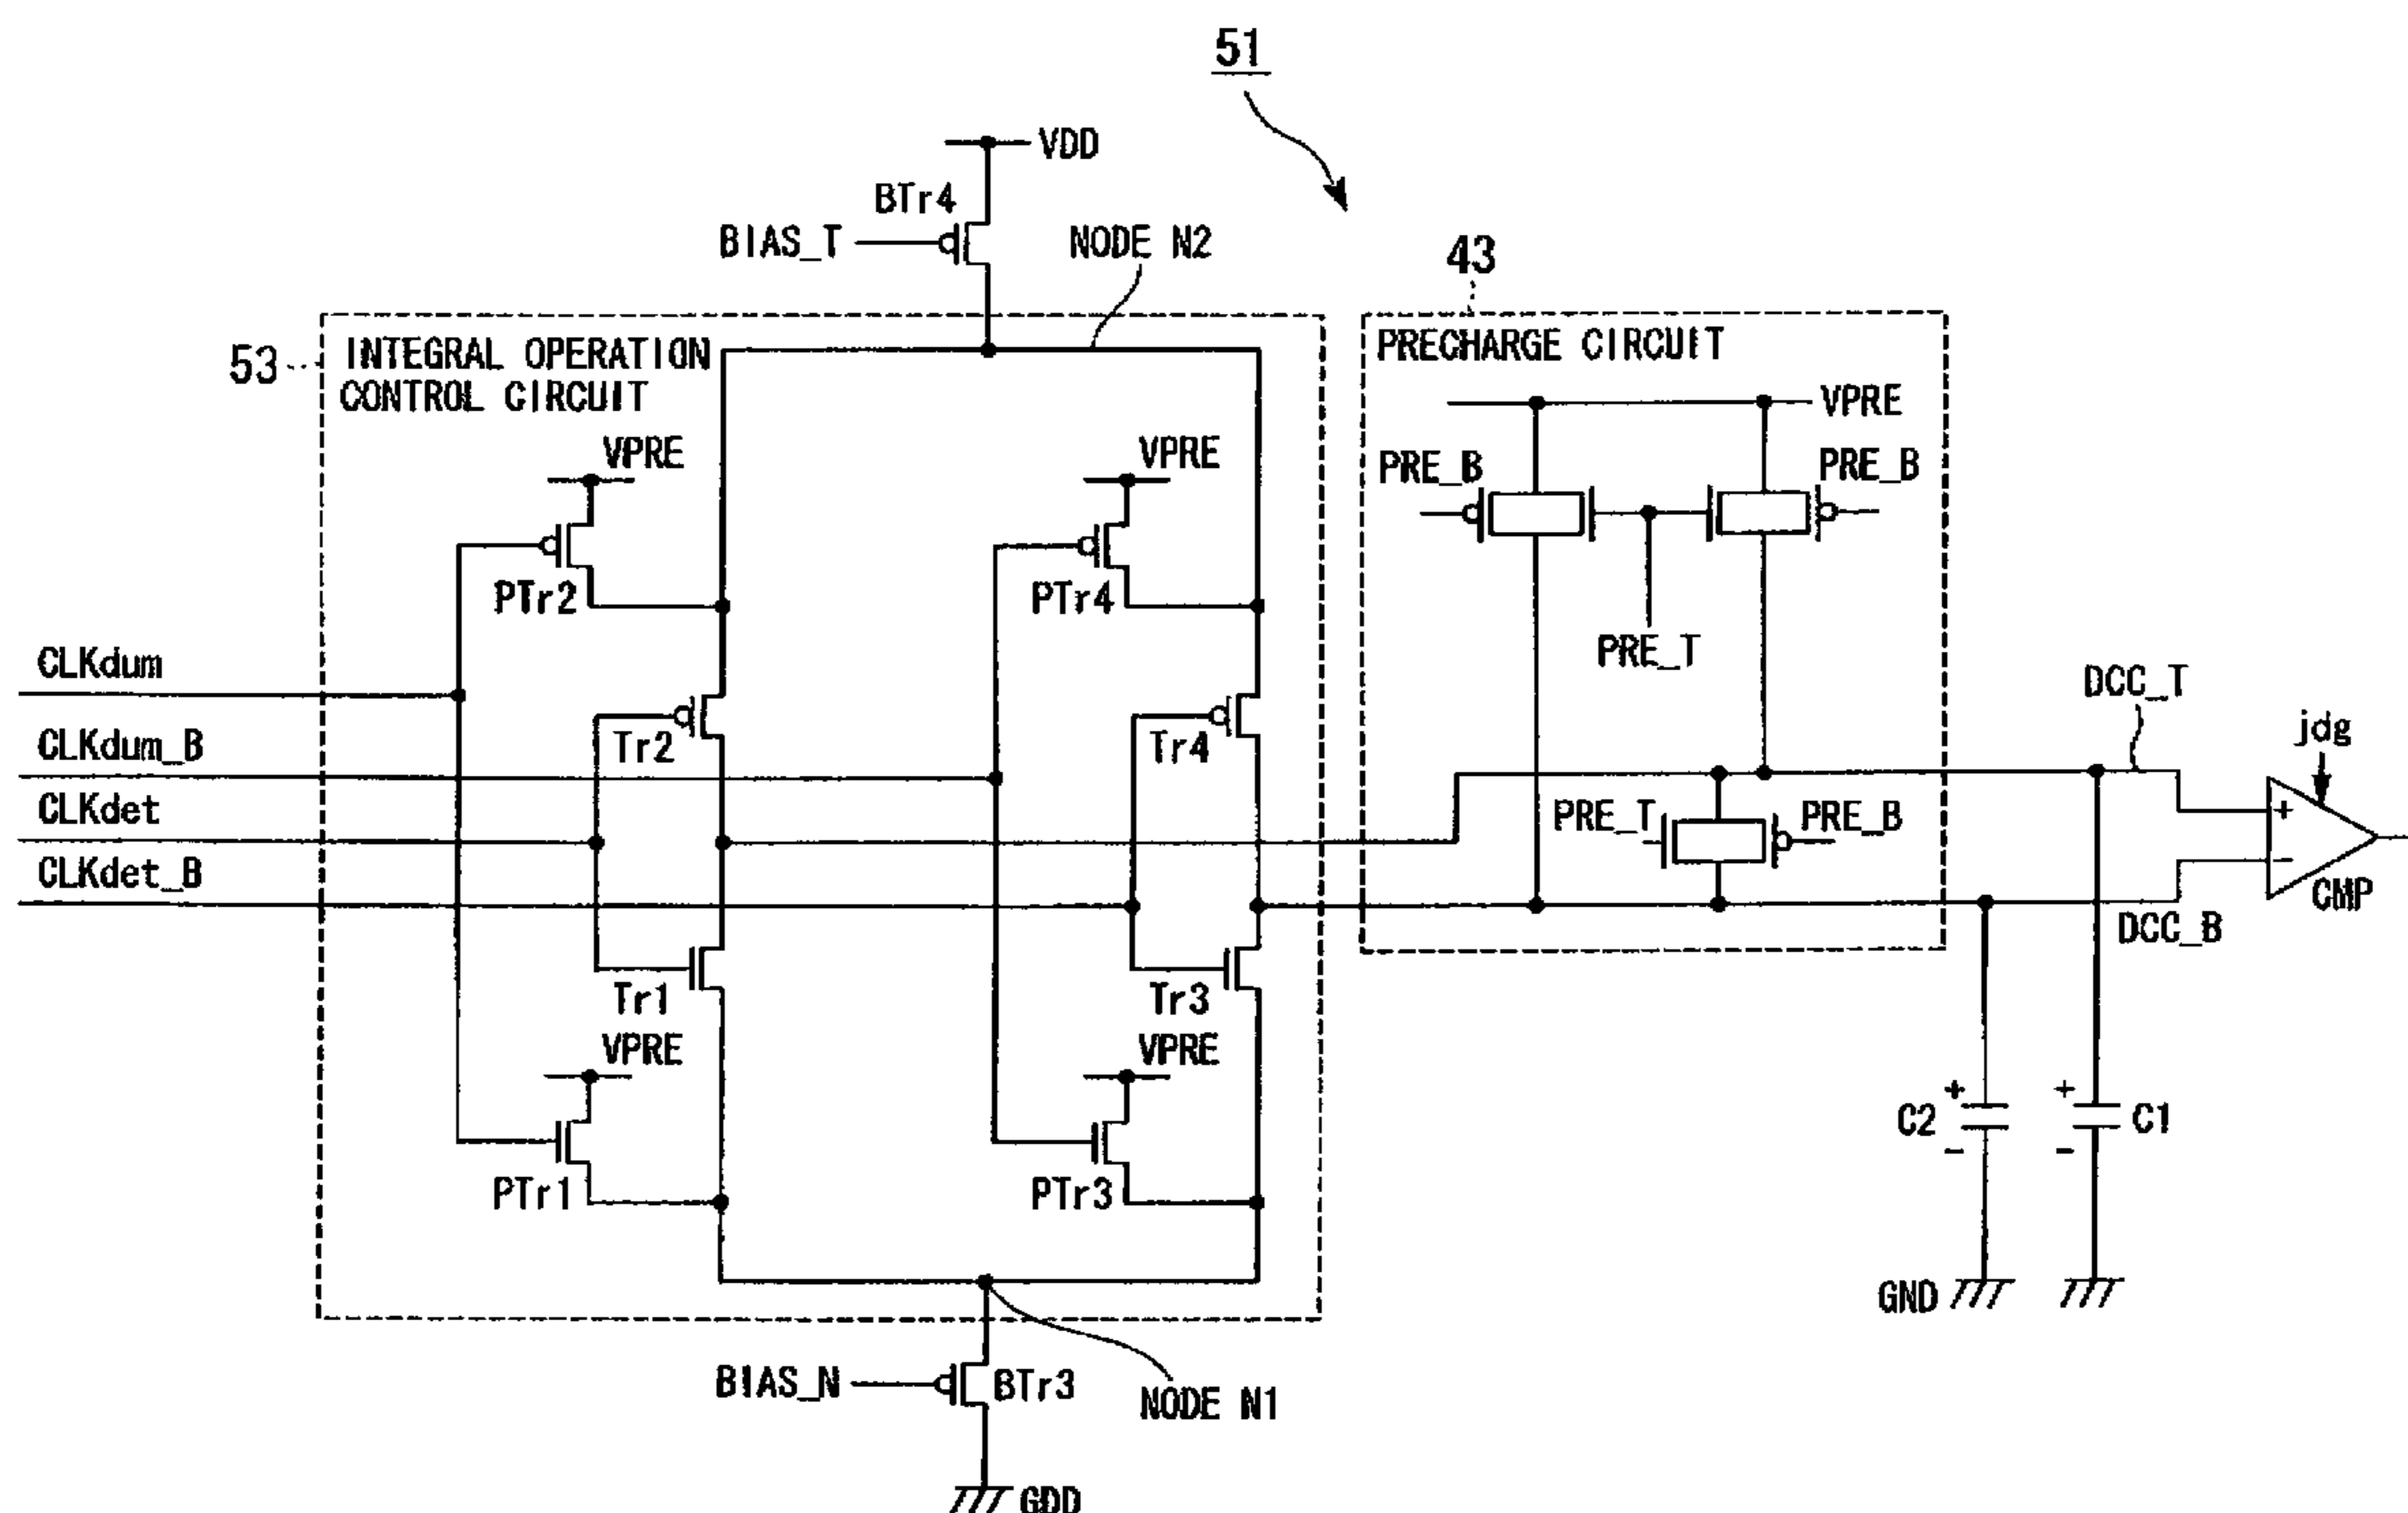 51
VDD
BTr4
BIAS_T
NODE N2
43
53
INTEGRAL OPERATION
CONTROL CIRCUIT
PRECHARGE CIRCUIT
VPRE
VPRE
VPRE
PRE_B
PRE_B
PTr2
PTr4
PRE_T
CLKdum
DCC_T
jdg
CLKdum_B
Tr2
Tr4
CLKdet
PRE_T
PRE_B
+
−
CLKdet_B
CMP
DCC_B
Tr1
Tr3
VPRE
VPRE
+
+
C2
C1
−
−
PTr1
PTr3
GND
BIAS_N
BTr3
NODE N1
GDD